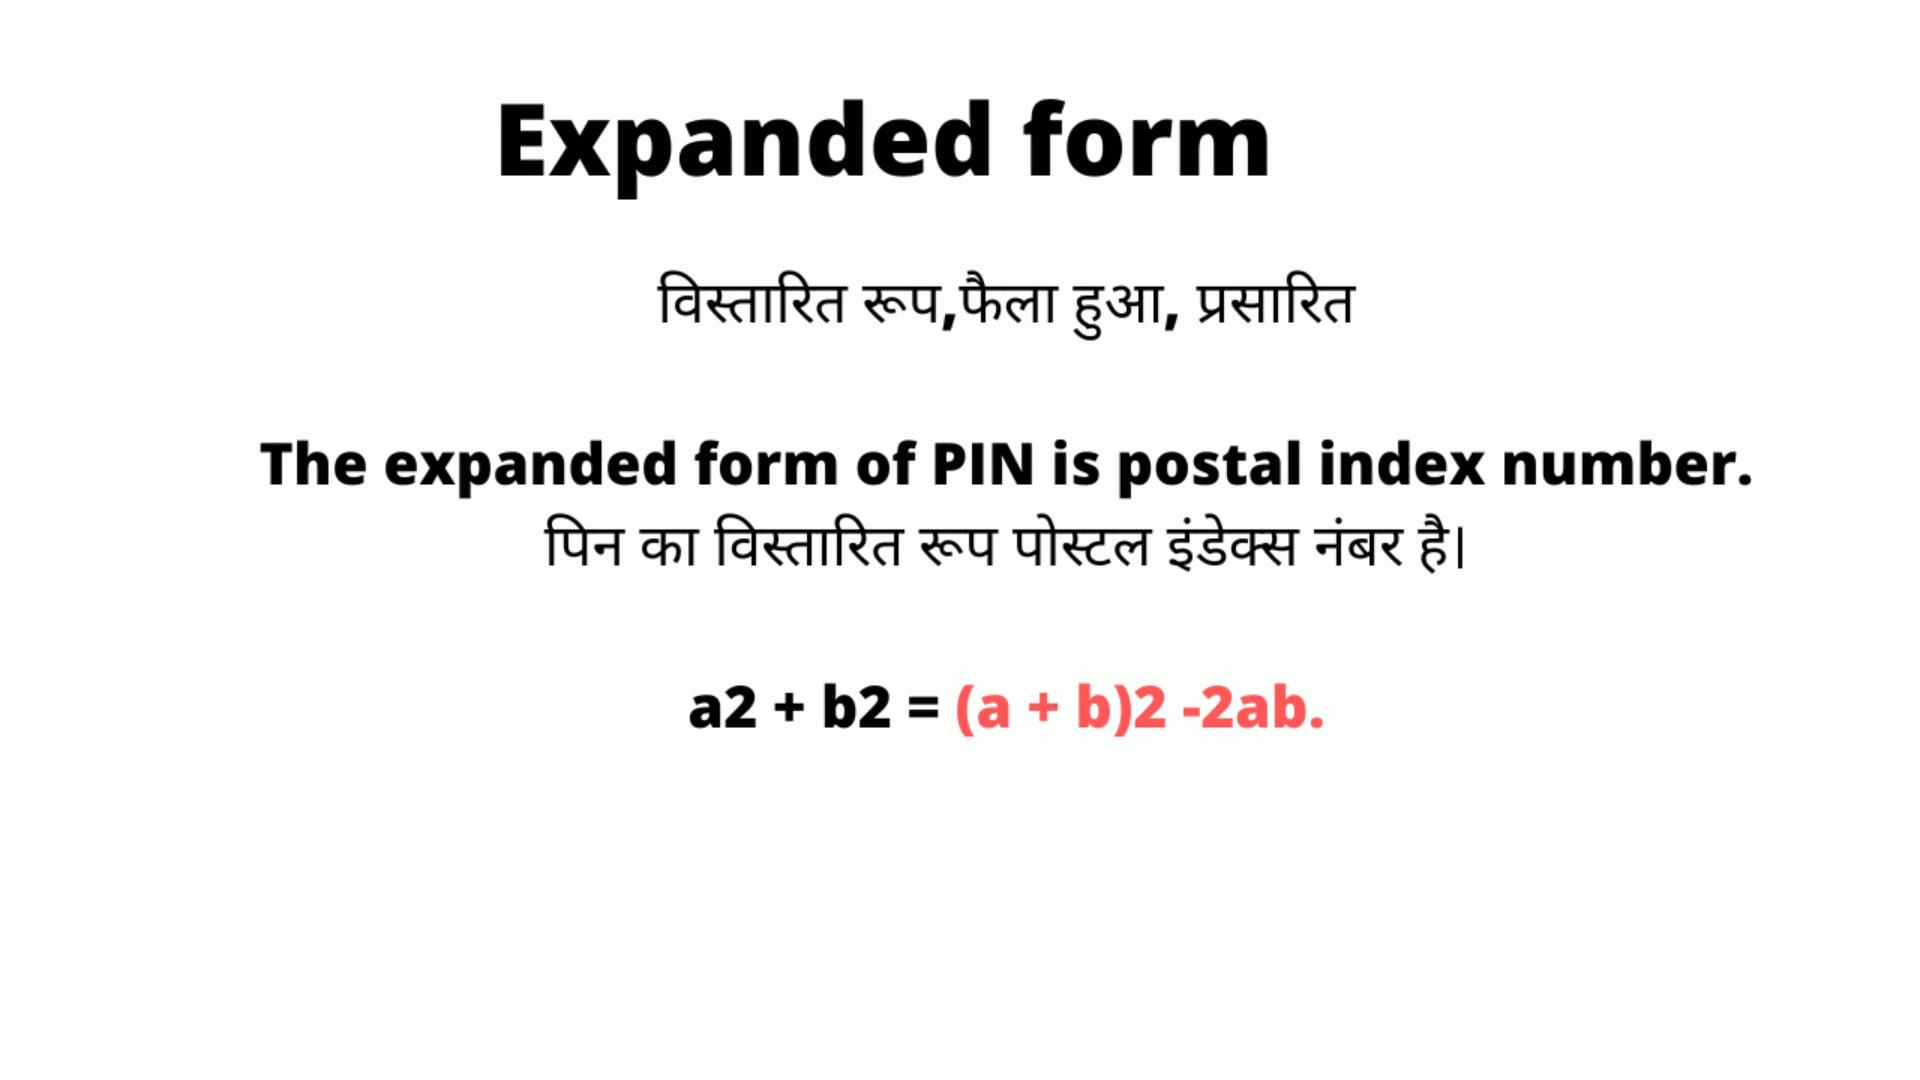 Expanded form
विस्तारित रूप,फैला हुआ, प्रसारित
The expanded form of PIN is postal index number.
पिन का विस्तारित रूप पोस्टल इंडेक्स नंबर है।
a2 + b2 = (a + b)2 -2ab.